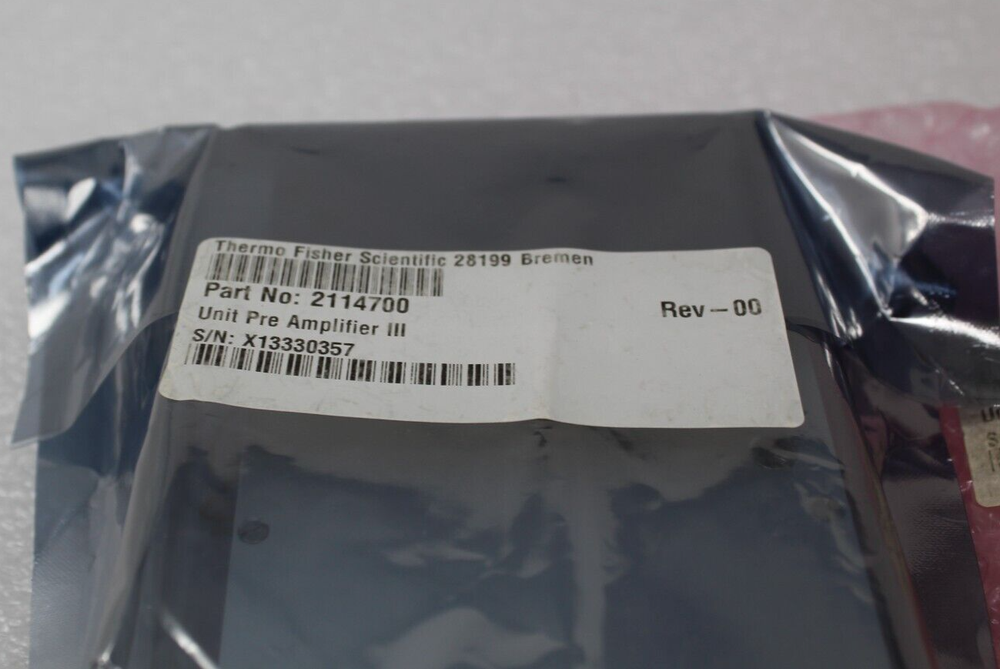 Thermo Fisher Scientific 28199 Bremen
Part No: 2114700
Rev-00
Unit Pre Amplifier III
S/N: X13330357